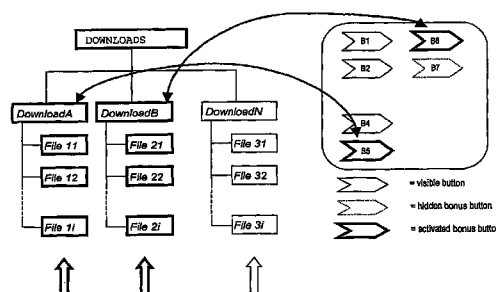 DOWNLOADS
DownloadA DownloadB DownloadN
File 11 File 21 File 31
File 12 File 22 File 32
File 1i File 2i File 3i
B1 B6
B2 B7
B4
B5
= visible button
= hidden bonus button
= activated bonus butto